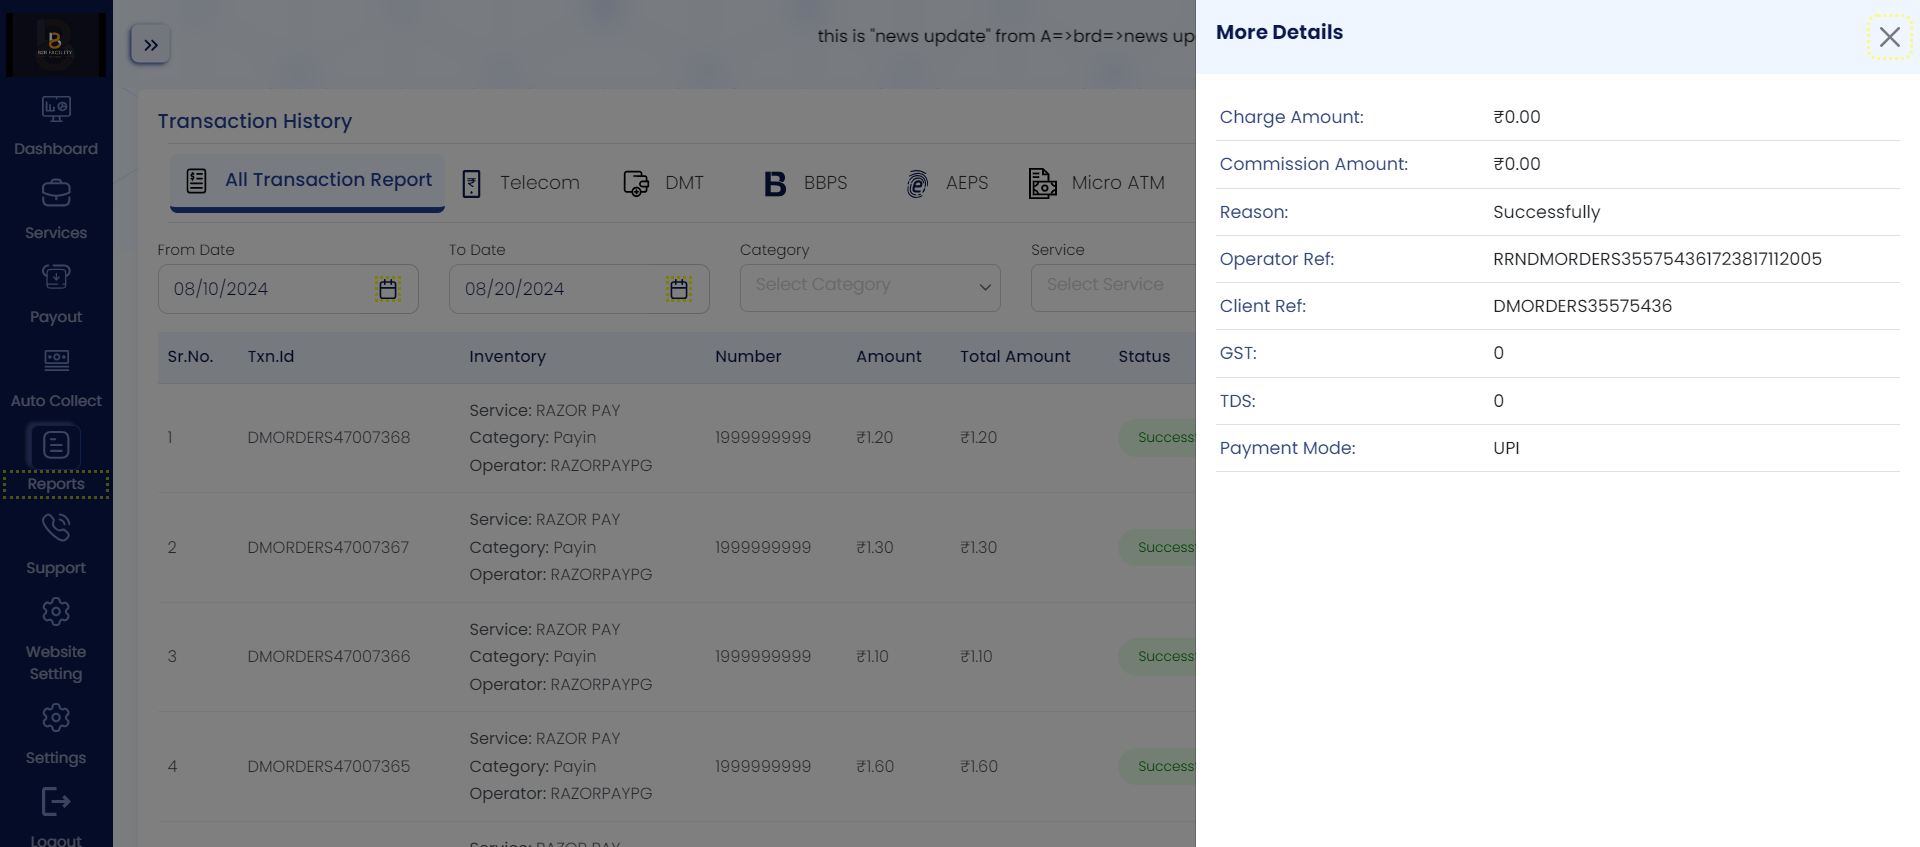 B2B FACILITY
Dashboard
Services
Payout
Auto Collect
Reports
Support
Website
Setting
Settings
Logout
this is "news update" from A=>brd=>news up
Transaction History
All Transaction Report
Telecom
DMT
BBPS
AEPS
Micro ATM
From Date
To Date
Category
Service
08/10/2024
08/20/2024
Select Category
Select Service
Sr.No. Txn.Id Inventory Number Amount Total Amount Status
Service: RAZOR PAY
1 DMORDERS47007368 Category: Payin 1999999999 ₹1.20 ₹1.20 Success
Operator: RAZORPAYPG
Service: RAZOR PAY
2 DMORDERS47007367 Category: Payin 1999999999 ₹1.30 ₹1.30 Success
Operator: RAZORPAYPG
Service: RAZOR PAY
3 DMORDERS47007366 Category: Payin 1999999999 ₹1.10 ₹1.10 Success
Operator: RAZORPAYPG
Service: RAZOR PAY
4 DMORDERS47007365 Category: Payin 1999999999 ₹1.60 ₹1.60 Success
Operator: RAZORPAYPG
Service: RAZOR PAY
More Details
Charge Amount: ₹0.00
Commission Amount: ₹0.00
Reason: Successfully
Operator Ref: RRNDMORDERS355754361723817112005
Client Ref: DMORDERS35575436
GST: 0
TDS: 0
Payment Mode: UPI